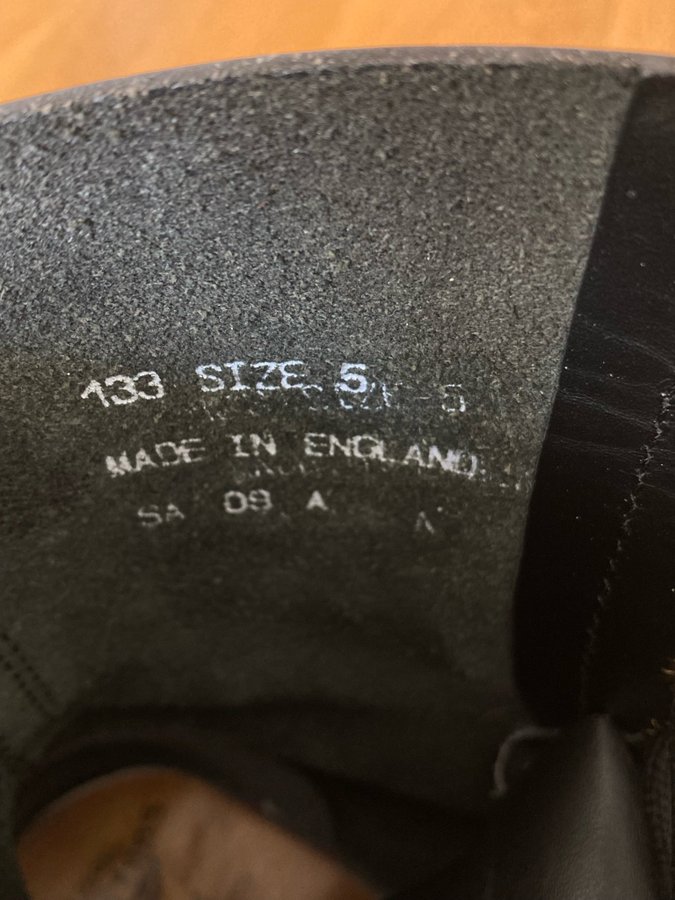 133 SIZE 5
MADE IN ENGLAND
SA 09 A